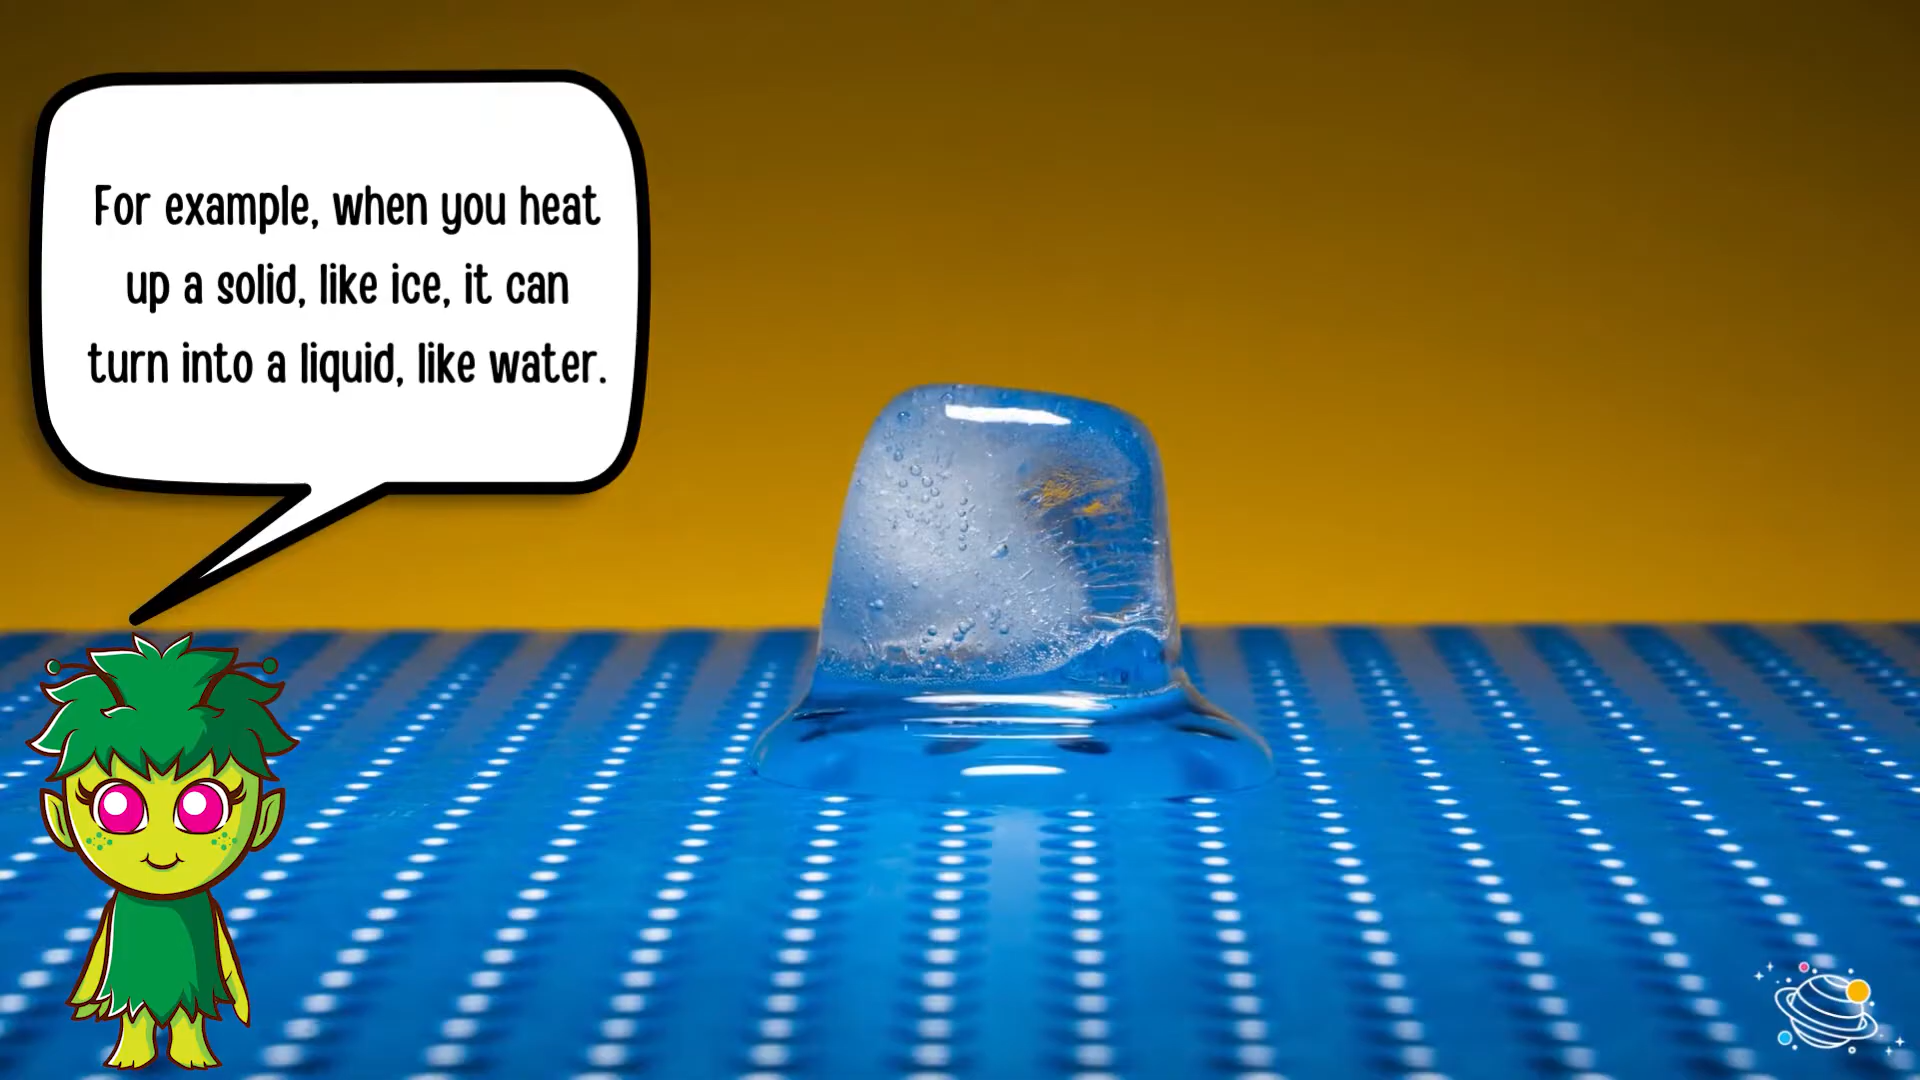 For example, when you heat
up a solid, like ice, it can
turn into a liquid, like water.